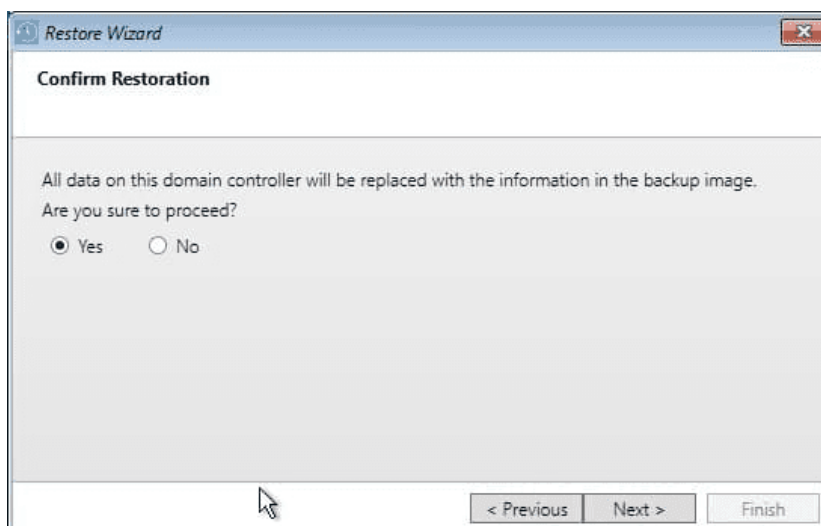 Restore Wizard
Confirm Restoration
All data on this domain controller will be replaced with the information in the backup image.
Are you sure to proceed?
Yes No
< Previous Next > Finish